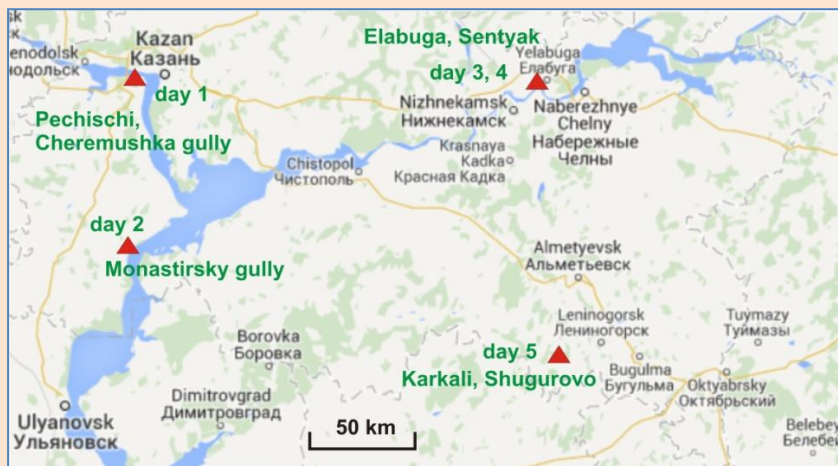 Kazan
Казань
enodolsk
нодольск
day 1
Pechischi,
Cheremushka gully
day 2
Monastirsky gully
Elabuga, Sentyak
day 3, 4
Yelabuga
Елабуга
Nizhnekamsk
Нижнекамск
Naberezhnye
Chelny
Набережные
Челны
Krasnaya
Kadka
Красная Кадка
Chistopol
Чистополь
Almetyevsk
Альметьевск
Leninogorsk
Лениногорск
Tuymazy
Туймазы
day 5
Karkali, Shugurovo
Bugulma
Бугульма
Oktyabrsky
Октябрьский
Borovka
Боровка
Dimitrovgrad
Димитровград
Ulyanovsk
Ульяновск
50 km
Belebey
Белебей